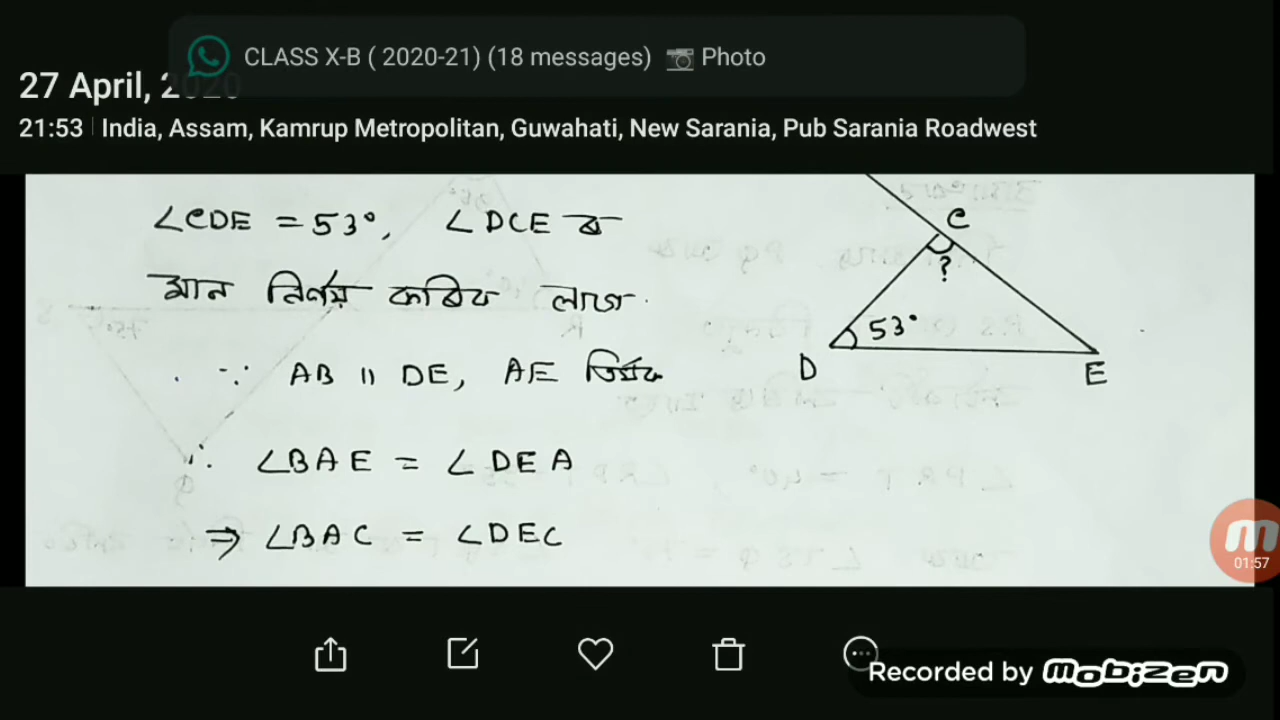 CLASS X-B ( 2020-21) (18 messages) 📷 Photo
27 April, 2020
21:53 India, Assam, Kamrup Metropolitan, Guwahati, New Sarania, Pub Sarania Roadwest
∠CDE = 53°, ∠DCE ৰ
মান নিৰ্ণয় কৰিব লাগে.
∵ AB || DE, AE তিৰ্যক
∴ ∠BAE = ∠DEA
⇒ ∠BAC = ∠DEC
C
?
53°
D
E
01:57
Recorded by mobizen